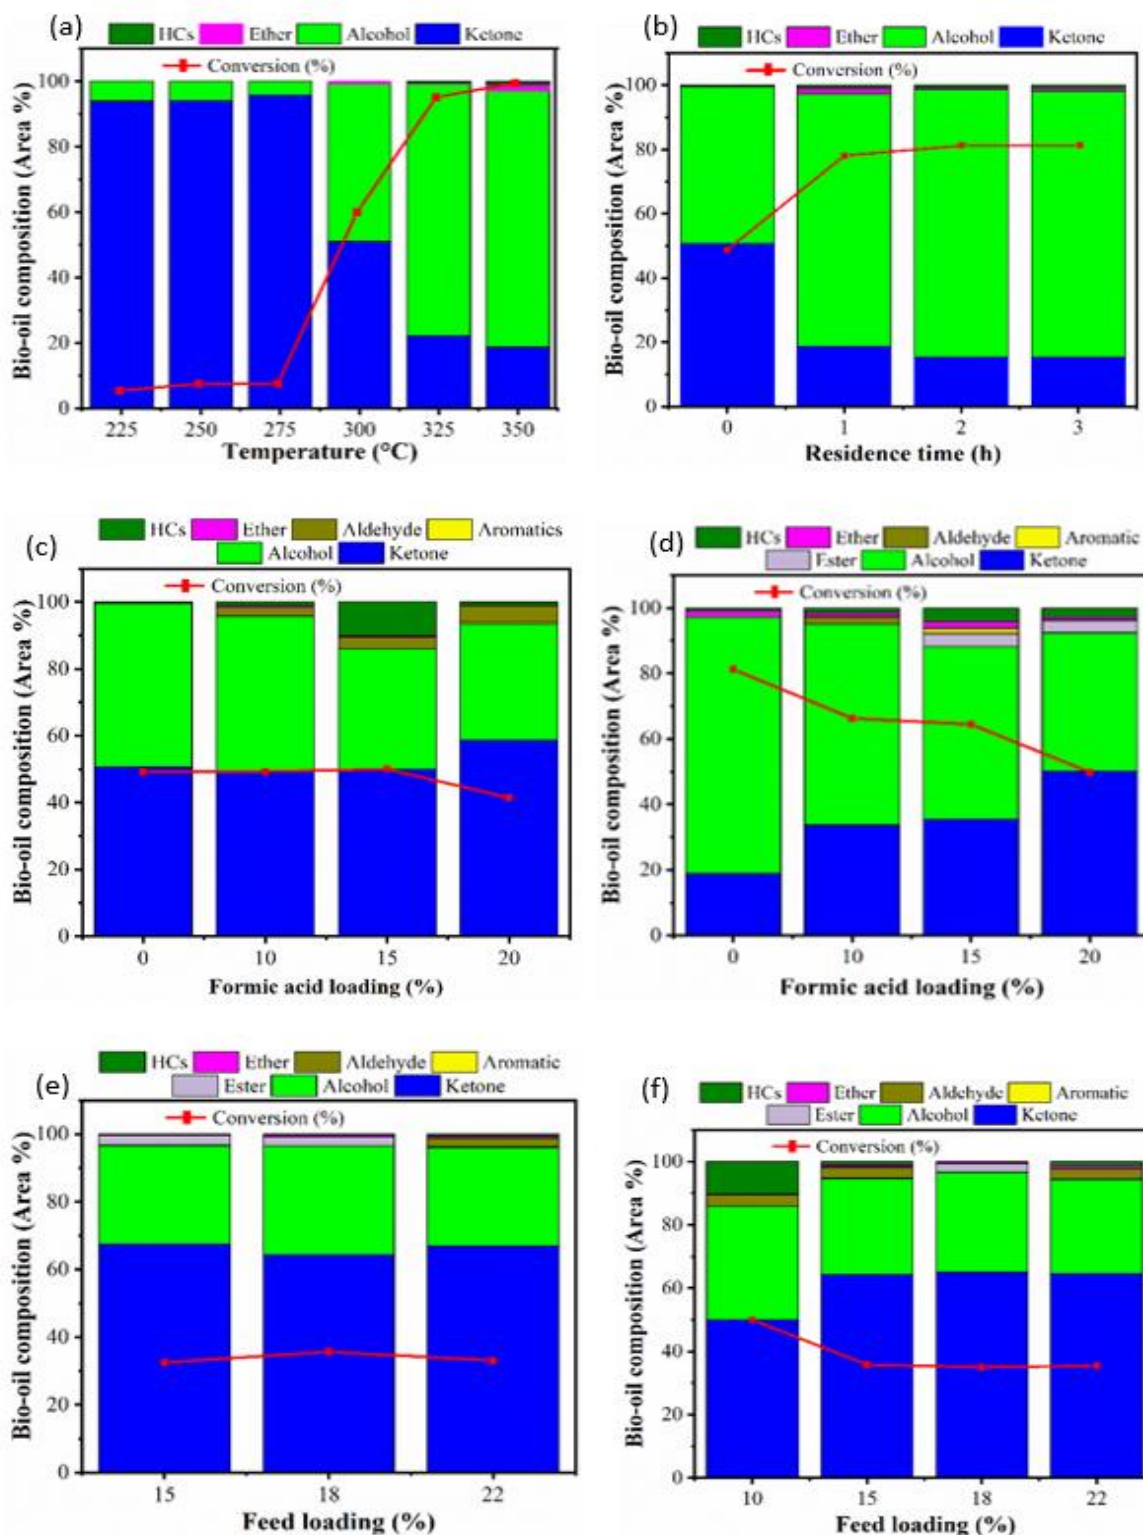 (a)
HCs Ether Alcohol Ketone
Conversion (%)
Bio-oil composition (Area %)
100
80
60
40
20
0
225 250 275 300 325 350
Temperature (°C)
(b)
HCs Ether Alcohol Ketone
Conversion (%)
Bio-oil composition (Area %)
100
80
60
40
20
0
0 1 2 3
Residence time (h)
(c)
HCs Ether Aldehyde Aromatics
Alcohol Ketone
Conversion (%)
Bio-oil composition (Area %)
100
80
60
40
20
0
0 10 15 20
Formic acid loading (%)
(d)
HCs Ether Aldehyde Aromatic
Ester Alcohol Ketone
Conversion (%)
Bio-oil composition (Area %)
100
80
60
40
20
0
0 10 15 20
Formic acid loading (%)
(e)
HCs Ether Aldehyde Aromatic
Ester Alcohol Ketone
Conversion (%)
Bio-oil composition (Area %)
100
80
60
40
20
0
15 18 22
Feed loading (%)
(f)
HCs Ether Aldehyde Aromatic
Ester Alcohol Ketone
Conversion (%)
Bio-oil composition (Area %)
100
80
60
40
20
0
10 15 18 22
Feed loading (%)